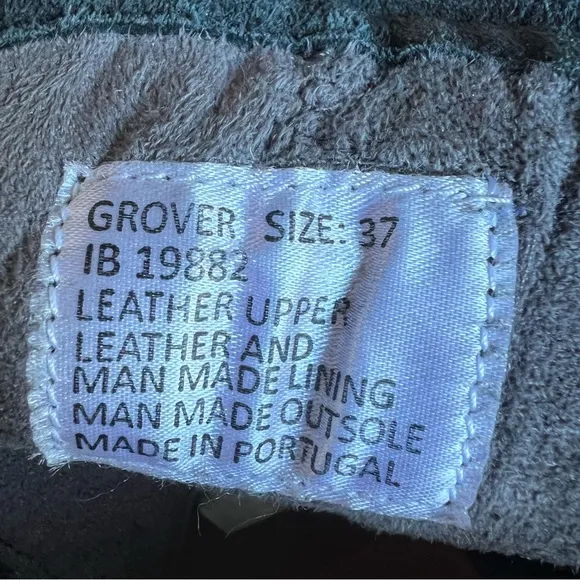 GROVER SIZE: 37
IB 19882
LEATHER UPPER
LEATHER AND
MAN MADE LINING
MAN MADE OUTSOLE
MADE IN PORTUGAL